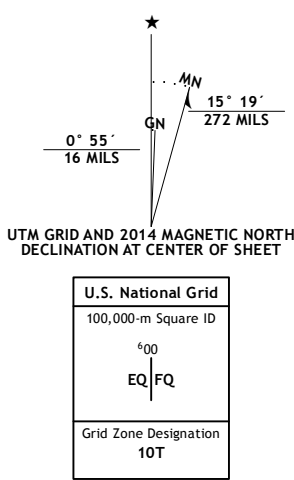 MN
15° 19´
272 MILS
GN
0° 55´
16 MILS
UTM GRID AND 2014 MAGNETIC NORTH
DECLINATION AT CENTER OF SHEET
U.S. National Grid
100,000-m Square ID
⁶00
EQ FQ
Grid Zone Designation
10T